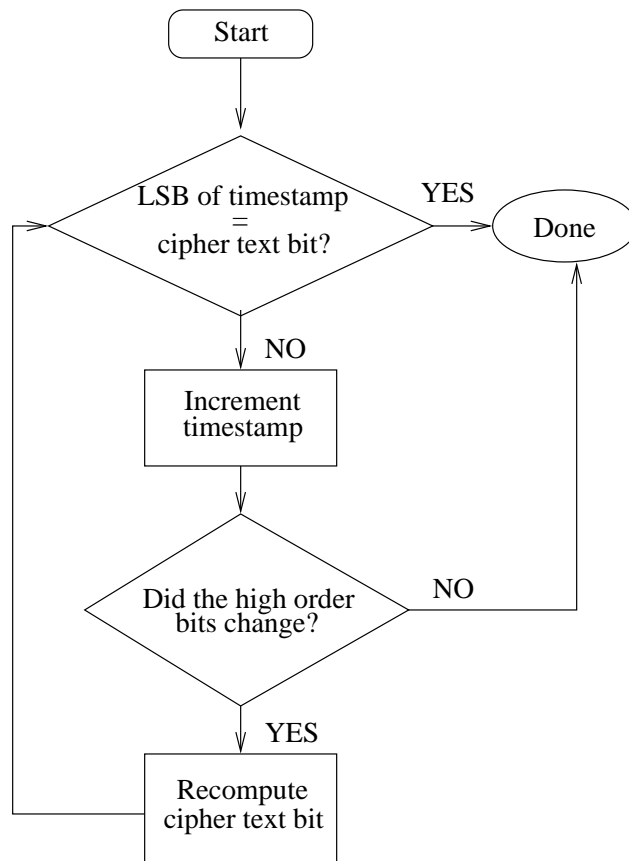 Start
LSB of timestamp
=
cipher text bit?
YES
Done
NO
Increment
timestamp
Did the high order
bits change?
NO
YES
Recompute
cipher text bit